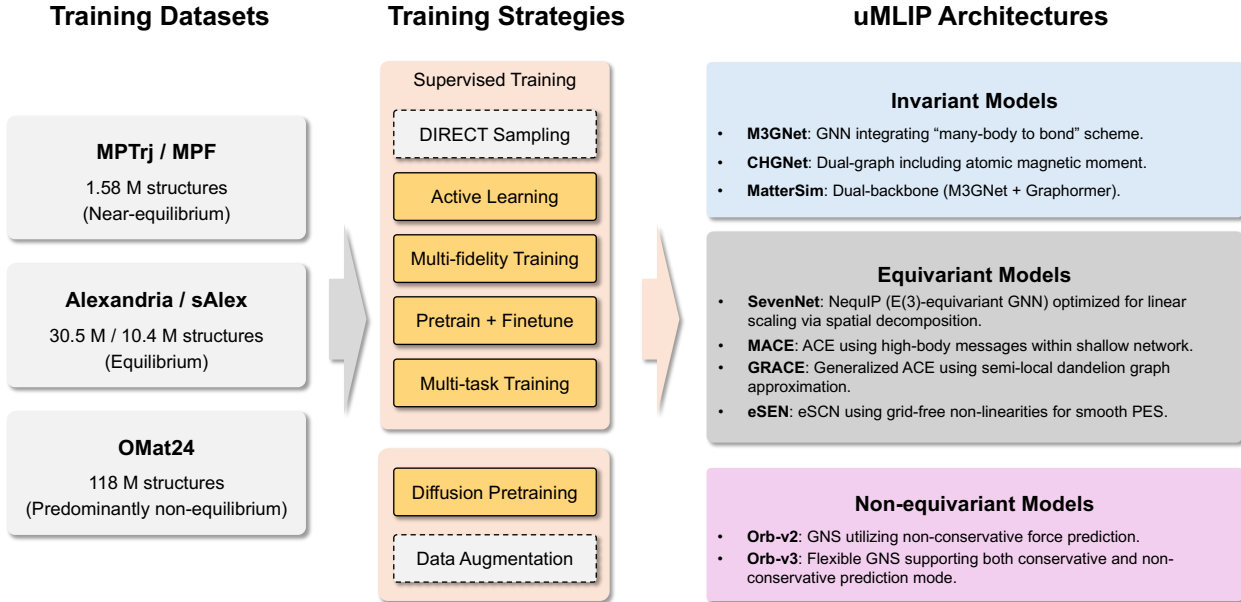 Training Datasets
MPTrj / MPF
1.58 M structures
(Near-equilibrium)
Alexandria / sAlex
30.5 M / 10.4 M structures
(Equilibrium)
OMat24
118 M structures
(Predominantly non-equilibrium)
Training Strategies
Supervised Training
DIRECT Sampling
Active Learning
Multi-fidelity Training
Pretrain + Finetune
Multi-task Training
Diffusion Pretraining
Data Augmentation
uMLIP Architectures
Invariant Models
• M3GNet: GNN integrating “many-body to bond” scheme.
• CHGNet: Dual-graph including atomic magnetic moment.
• MatterSim: Dual-backbone (M3GNet + Graphormer).
Equivariant Models
• SevenNet: NequIP (E(3)-equivariant GNN) optimized for linear
scaling via spatial decomposition.
• MACE: ACE using high-body messages within shallow network.
• GRACE: Generalized ACE using semi-local dandelion graph
approximation.
• eSEN: eSCN using grid-free non-linearities for smooth PES.
Non-equivariant Models
• Orb-v2: GNS utilizing non-conservative force prediction.
• Orb-v3: Flexible GNS supporting both conservative and non-
conservative prediction mode.